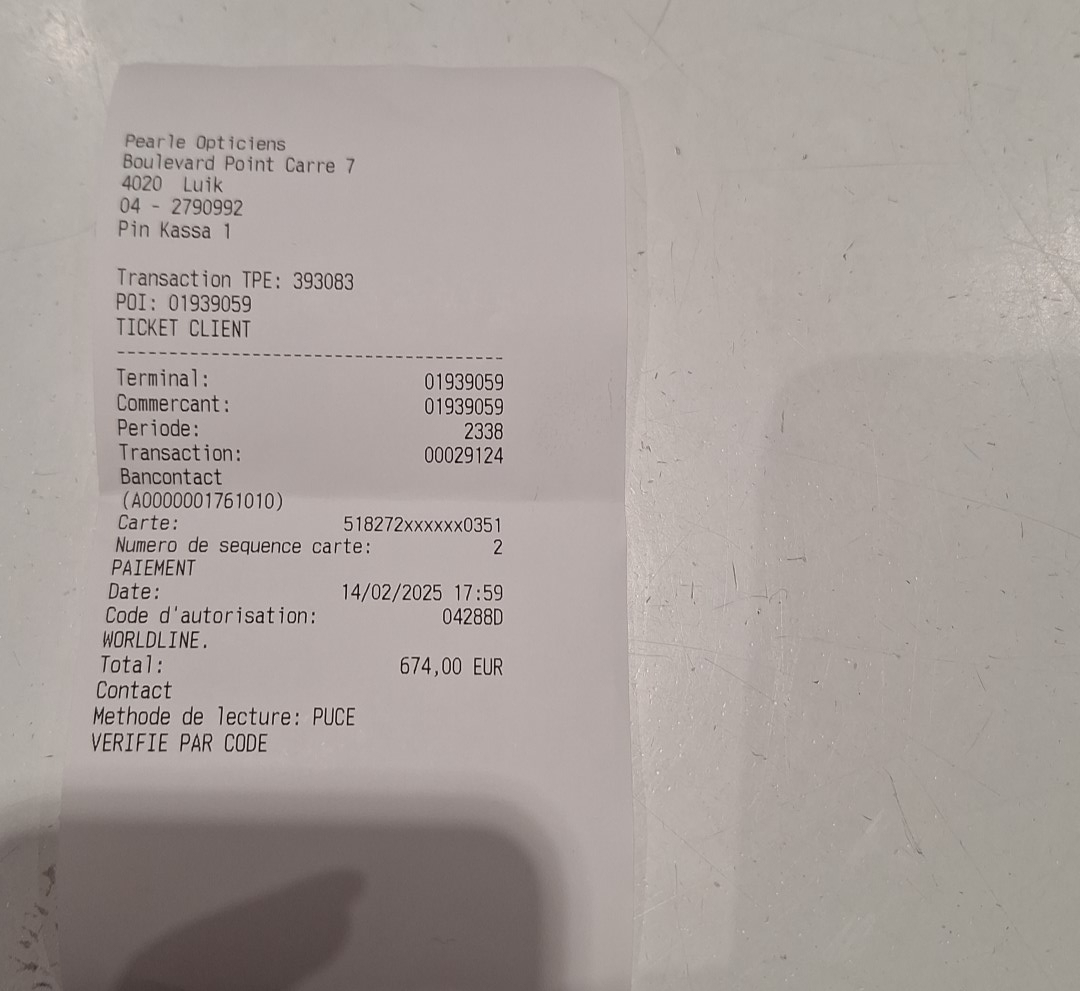 Pearle Opticiens
Boulevard Point Carre 7
4020 Luik
04 - 2790992
Pin Kassa 1
Transaction TPE: 393083
POI: 01939059
TICKET CLIENT
-------------------------------------
Terminal: 01939059
Commercant: 01939059
Periode: 2338
Transaction: 00029124
Bancontact
(A0000001761010)
Carte: 518272xxxxxx0351
Numero de sequence carte: 2
PAIEMENT
Date: 14/02/2025 17:59
Code d'autorisation: 04288D
WORLDLINE.
Total: 674,00 EUR
Contact
Methode de lecture: PUCE
VERIFIE PAR CODE